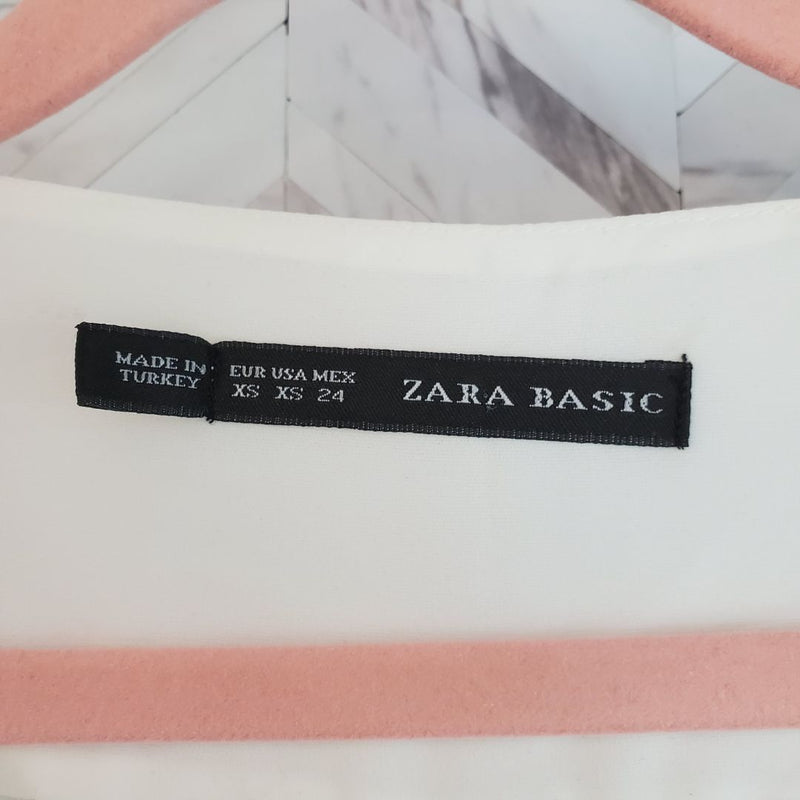 MADE IN
TURKEY
EUR USA MEX
XS XS 24
ZARA BASIC